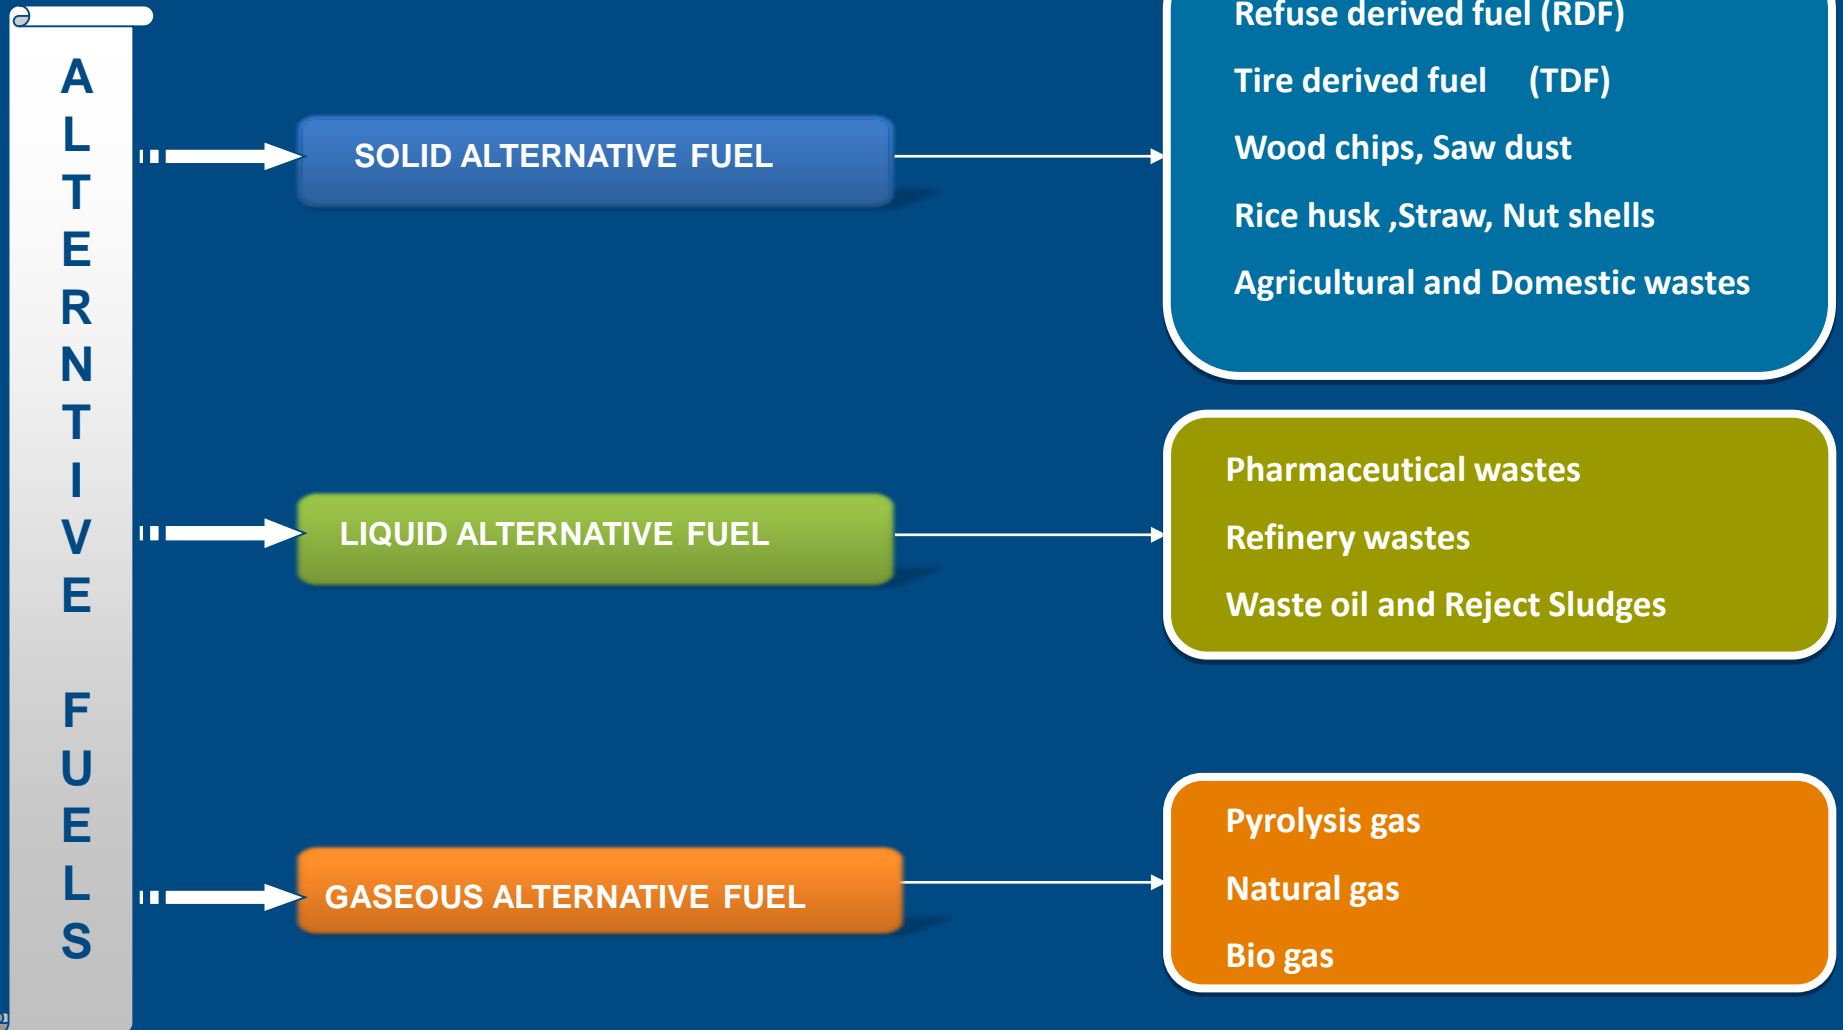 A
L
T
E
R
N
T
I
V
E
F
U
E
L
S
SOLID ALTERNATIVE FUEL
Refuse derived fuel (RDF)
Tire derived fuel (TDF)
Wood chips, Saw dust
Rice husk ,Straw, Nut shells
Agricultural and Domestic wastes
LIQUID ALTERNATIVE FUEL
Pharmaceutical wastes
Refinery wastes
Waste oil and Reject Sludges
GASEOUS ALTERNATIVE FUEL
Pyrolysis gas
Natural gas
Bio gas